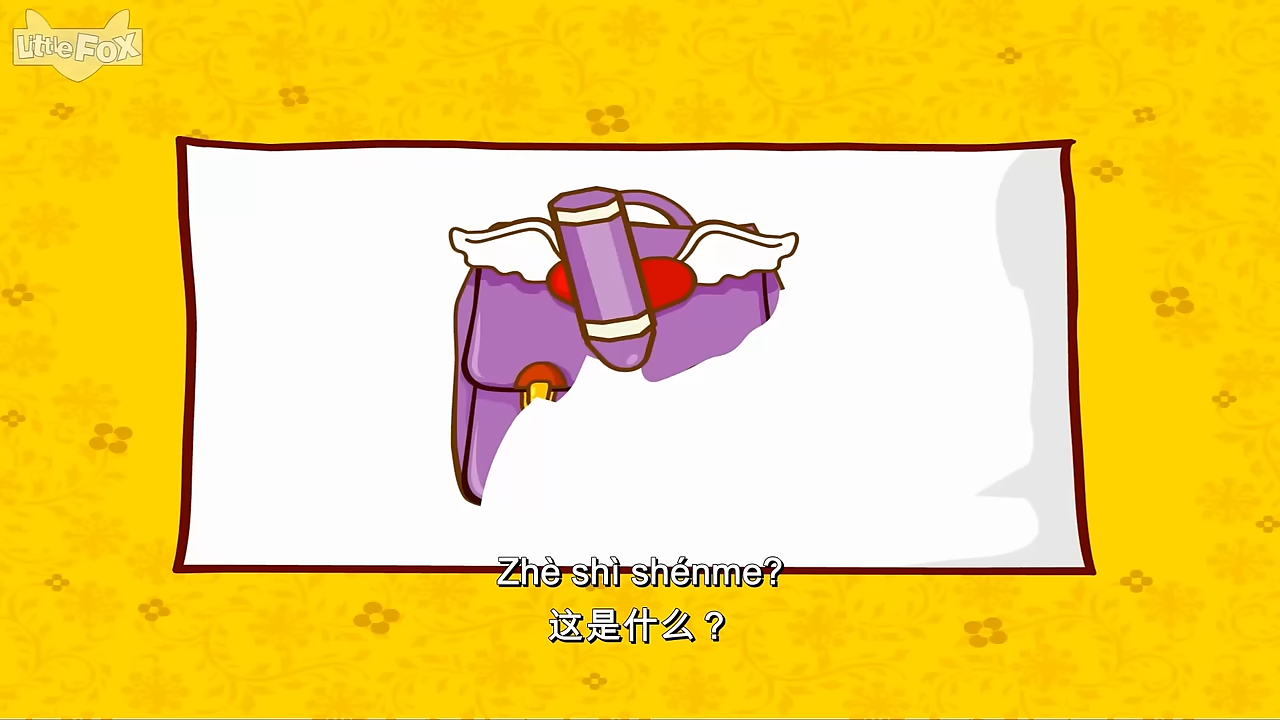 Little Fox
Zhè shì shénme?
这是什么？